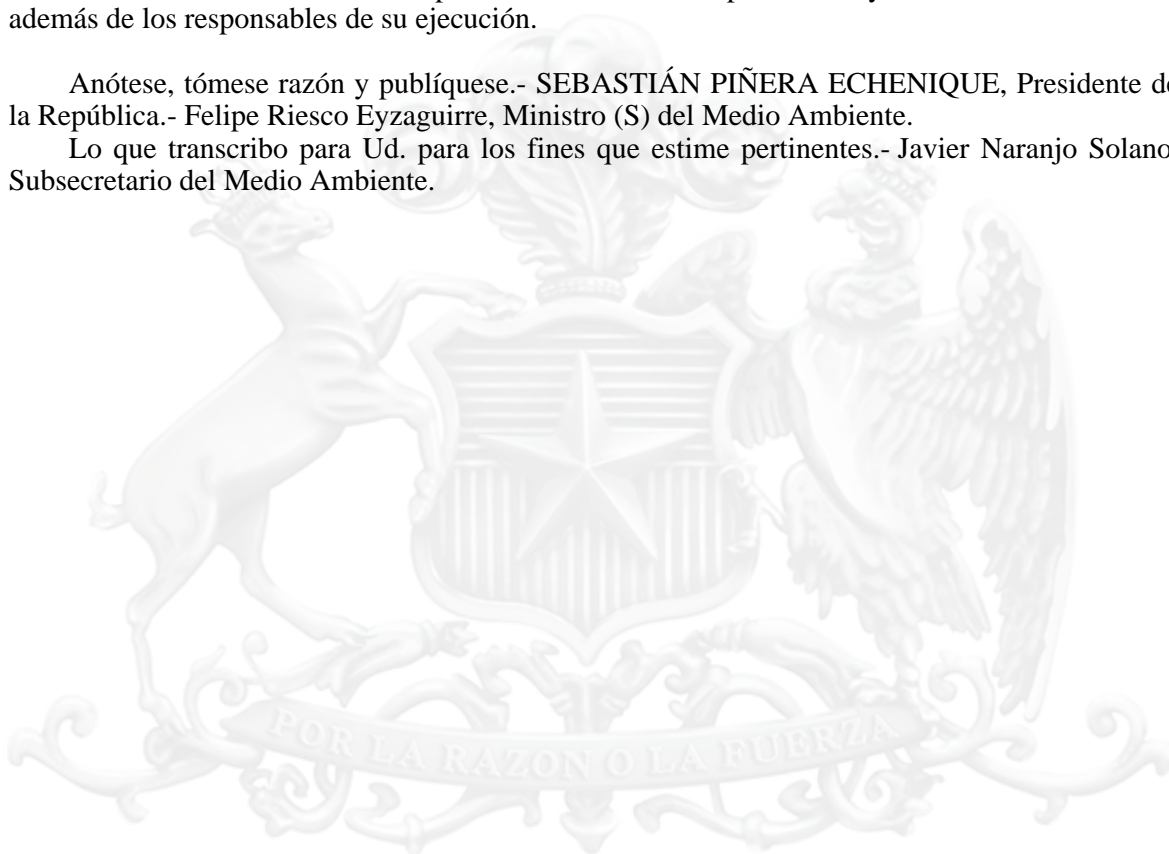 además de los responsables de su ejecución.
Anótese, tómese razón y publíquese.- SEBASTIÁN PIÑERA ECHENIQUE, Presidente de
la República.- Felipe Riesco Eyzaguirre, Ministro (S) del Medio Ambiente.
Lo que transcribo para Ud. para los fines que estime pertinentes.- Javier Naranjo Solano
Subsecretario del Medio Ambiente.
POR LA RAZON O LA FUERZA